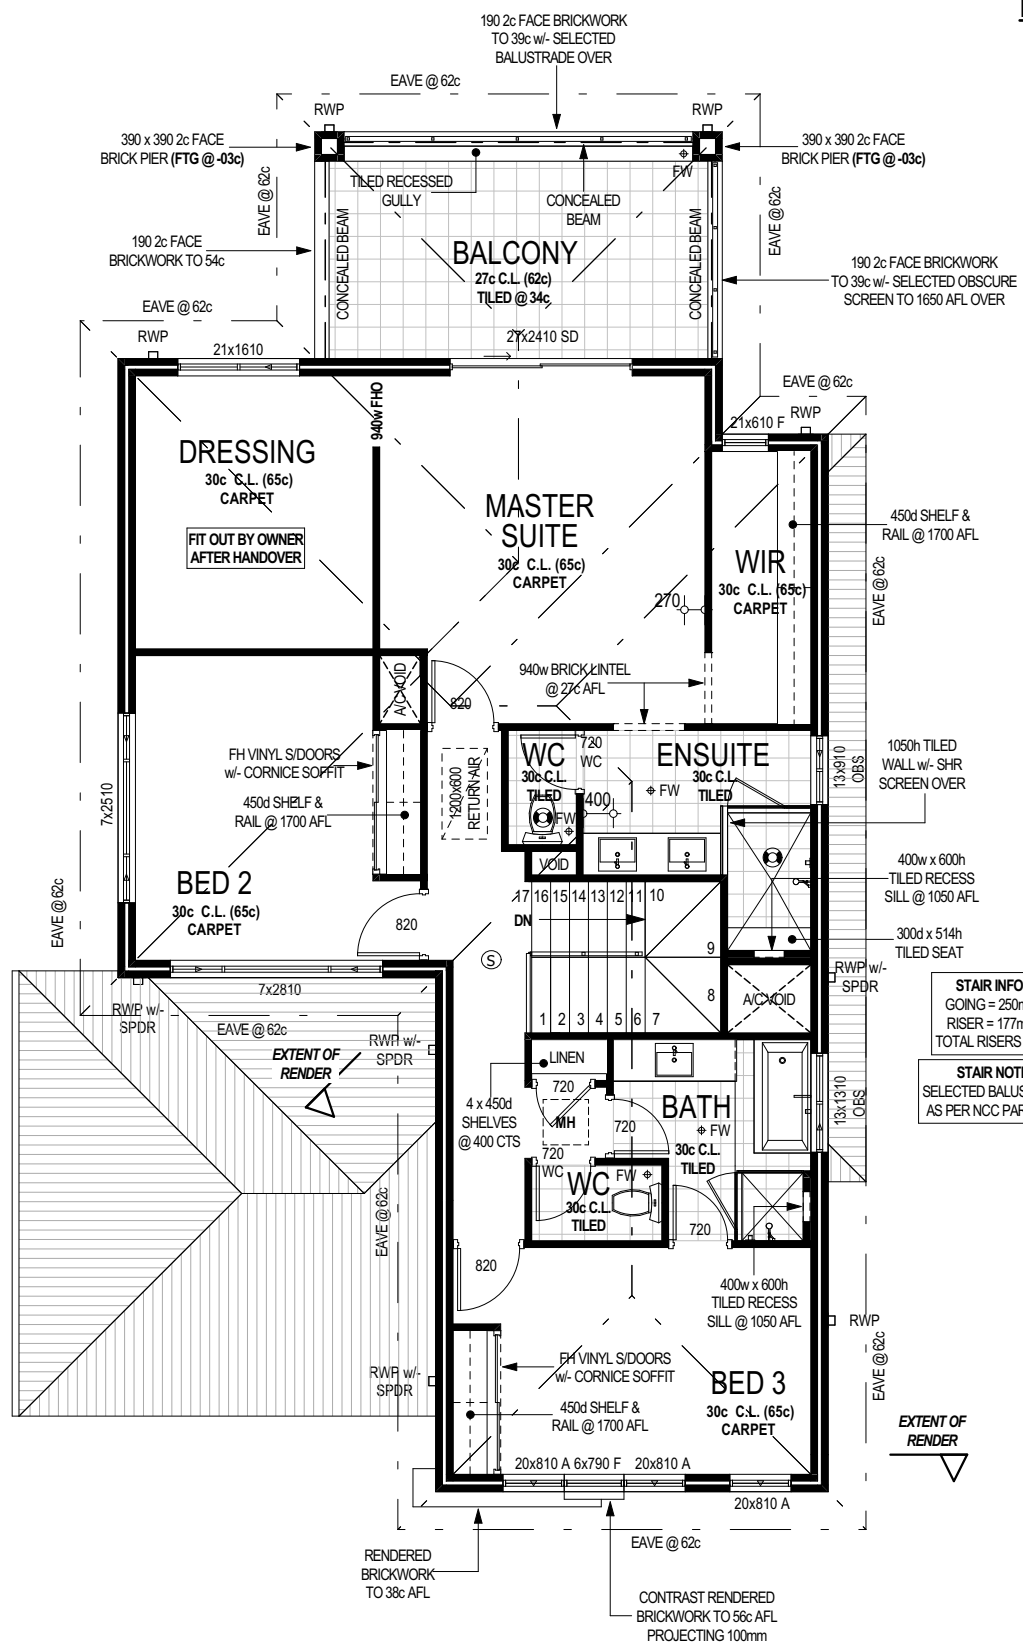 190 2c FACE BRICKWORK
TO 39c w/- SELECTED
BALUSTRADE OVER
EAVE @ 62c
RWP
RWP
390 x 390 2c FACE
BRICK PIER (FTG @ -03c)
390 x 390 2c FACE
BRICK PIER (FTG @ -03c)
FW
TILED RECESSED
GULLY
CONCEALED
BEAM
EAVE @ 62c
EAVE @ 62c
CONCEALED BEAM
CONCEALED BEAM
190 2c FACE
BRICKWORK TO 54c
BALCONY
27c C.L. (62c)
TILED @ 34c
190 2c FACE BRICKWORK
TO 39c w/- SELECTED OBSCURE
SCREEN TO 1650 AFL OVER
EAVE @ 62c
RWP
21x1610
27x2410 SD
EAVE @ 62c
RWP
21x610 F
940w FHO
DRESSING
30c C.L. (65c)
CARPET
FIT OUT BY OWNER
AFTER HANDOVER
MASTER
SUITE
30c C.L. (65c)
CARPET
450d SHELF &
RAIL @ 1700 AFL
WIR
30c C.L. (65c)
CARPET
EAVE @ 62c
270
940w BRICK LINTEL
@ 27c AFL
A/C VOID
820
FH VINYL S/DOORS
w/- CORNICE SOFFIT
450d SHELF &
RAIL @ 1700 AFL
1200x600
RETURN AIR
WC
30c C.L.
TILED
FW
720
WC
400
ENSUITE
30c C.L.
TILED
FW
13x910
OBS
1050h TILED
WALL w/- SHR
SCREEN OVER
7x2510
VOID
400w x 600h
TILED RECESS
SILL @ 1050 AFL
BED 2
30c C.L. (65c)
CARPET
820
17 16 15 14 13 12 11 10
DN
9
8
1 2 3 4 5 6 7
S
300d x 514h
TILED SEAT
EAVE @ 62c
RWP w/-
SPDR
A/C VOID
7x2810
RWP w/-
SPDR
EAVE @ 62c
RWP w/-
SPDR
STAIR INFO
RISER = 177m
TOTAL RISERS
STAIR NOT
EXTENT OF
RENDER
LINEN
720
4 x 450d
SHELVES
@ 400 CTS
MH
720
WC
720
BATH
FW
30c C.L.
TILED
13x1310
OBS
WC
30c C.L.
TILED
FW
720
EAVE @ 62c
820
400w x 600h
TILED RECESS
SILL @ 1050 AFL
RWP
EAVE @ 62c
RWP w/-
SPDR
FH VINYL S/DOORS
w/- CORNICE SOFFIT
450d SHELF &
RAIL @ 1700 AFL
BED 3
30c C.L. (65c)
CARPET
EXTENT OF
RENDER
20x810 A 6x790 F 20x810 A
20x810 A
EAVE @ 62c
RENDERED
BRICKWORK
TO 38c AFL
CONTRAST RENDERED
BRICKWORK TO 56c AFL
PROJECTING 100mm